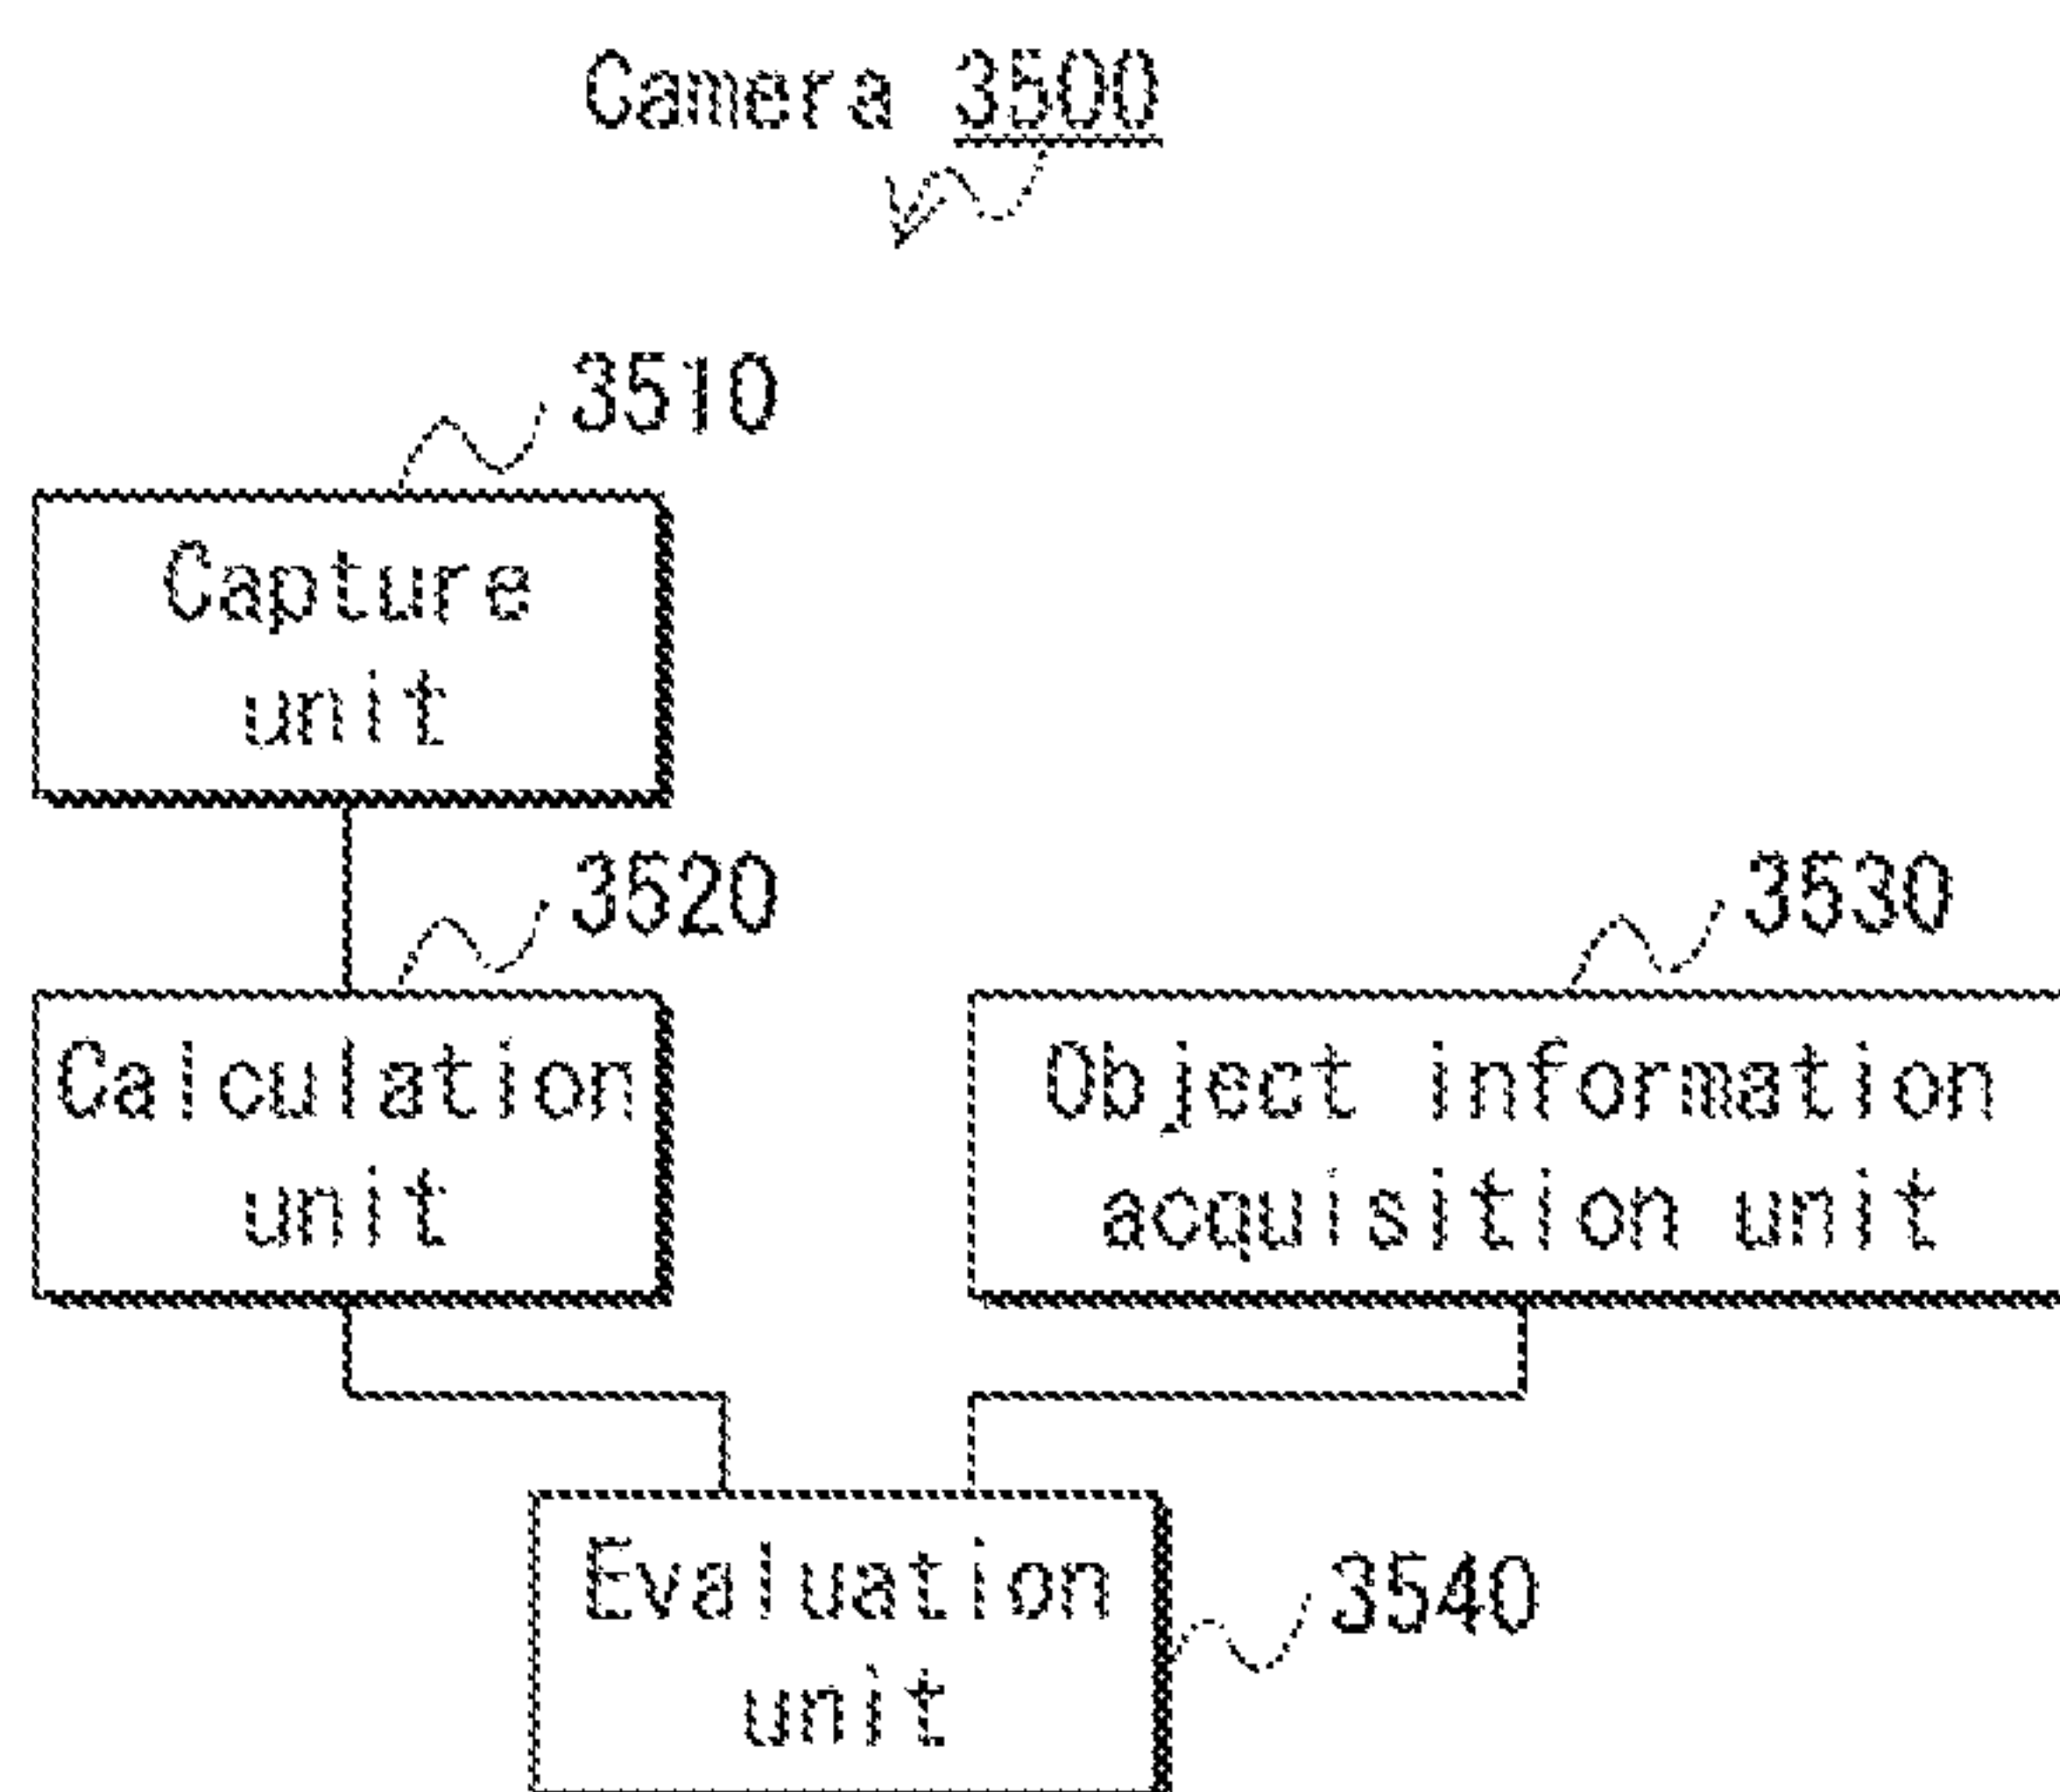 Camera 3500
3510
Capture
unit
3520
3530
Calculation
unit
Object information
acquisition unit
Evaluation
unit
3540